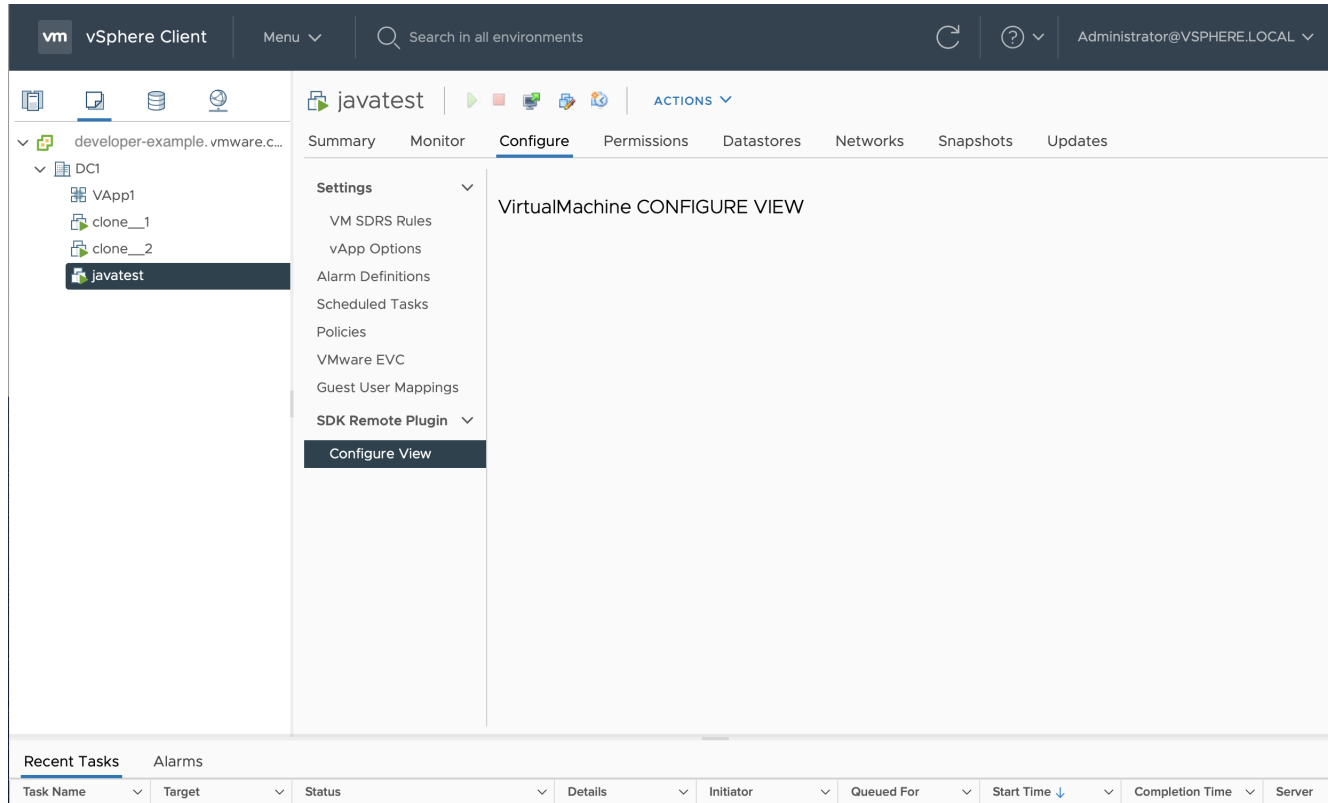 vm vSphere Client Menu Search in all environments Administrator@VSPHERE.LOCAL
developer-example.vmware.c...
DC1
VApp1
clone__1
clone__2
javatest
javatest ACTIONS
Summary Monitor Configure Permissions Datastores Networks Snapshots Updates
Settings
VM SDRS Rules
vApp Options
Alarm Definitions
Scheduled Tasks
Policies
VMware EVC
Guest User Mappings
SDK Remote Plugin
Configure View
VirtualMachine CONFIGURE VIEW
Recent Tasks Alarms
Task Name Target Status Details Initiator Queued For Start Time Completion Time Server